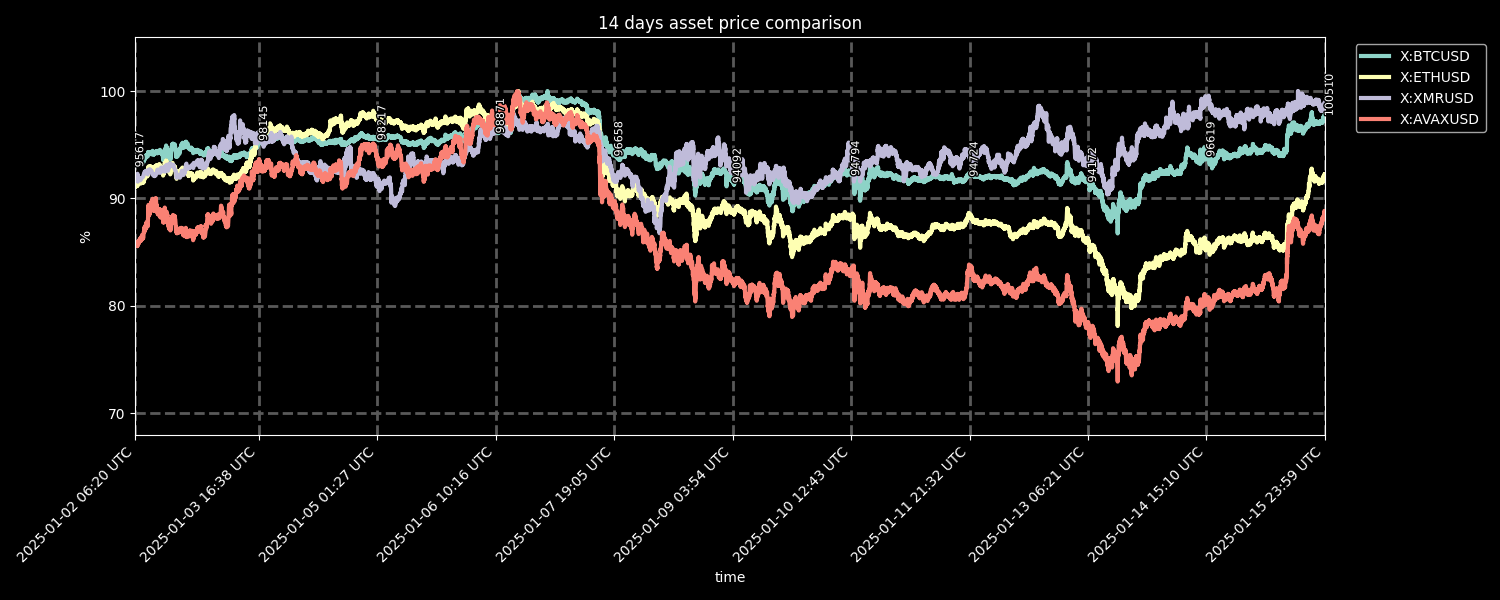 14 days asset price comparison
X:BTCUSD
X:ETHUSD
X:XMRUSD
X:AVAXUSD
100
90
80
70
%
95617
98145
98217
98871
96658
94092
94794
94724
94172
96619
100510
2025-01-02 06:20 UTC
2025-01-03 16:38 UTC
2025-01-05 01:27 UTC
2025-01-06 10:16 UTC
2025-01-07 19:05 UTC
2025-01-09 03:54 UTC
2025-01-10 12:43 UTC
2025-01-11 21:32 UTC
2025-01-13 06:21 UTC
2025-01-14 15:10 UTC
2025-01-15 23:59 UTC
time